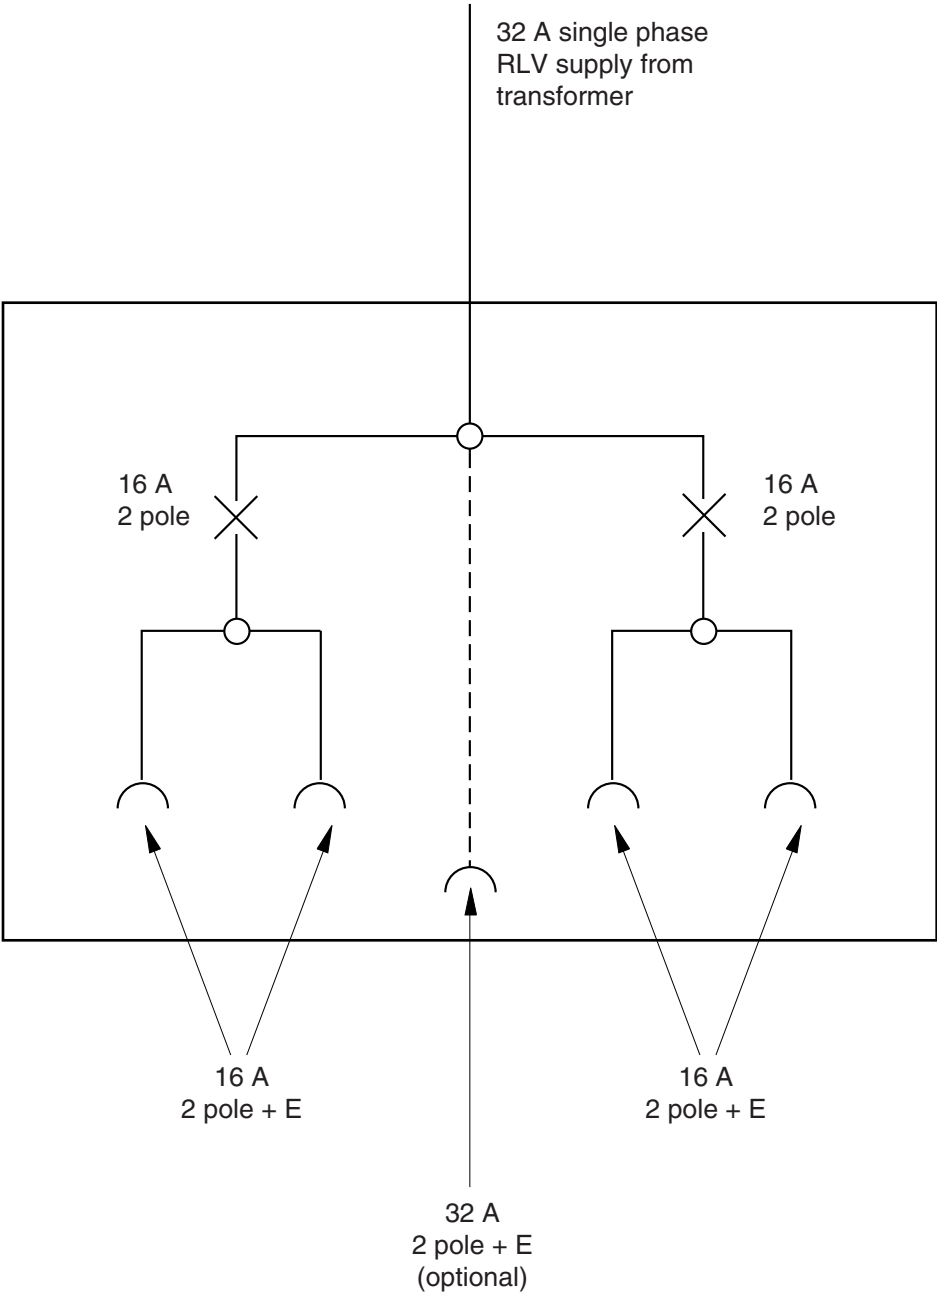 32 A single phase
RLV supply from
transformer
16 A
2 pole
16 A
2 pole
16 A
2 pole + E
16 A
2 pole + E
32 A
2 pole + E
(optional)